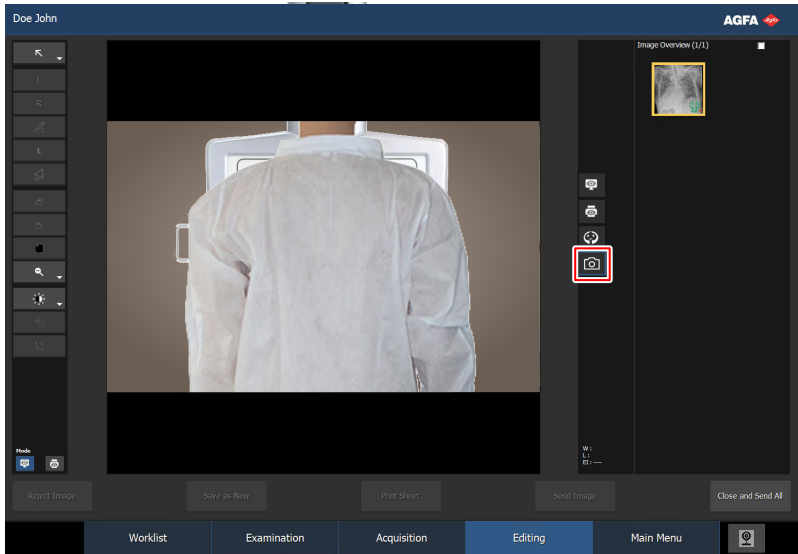 Doe John
AGFA
Image Overview (1/1)
R
L
Mode
W :
L :
Reject Image
Save as New
Print Sheet
Send Image
Close and Send All
Worklist
Examination
Acquisition
Editing
Main Menu